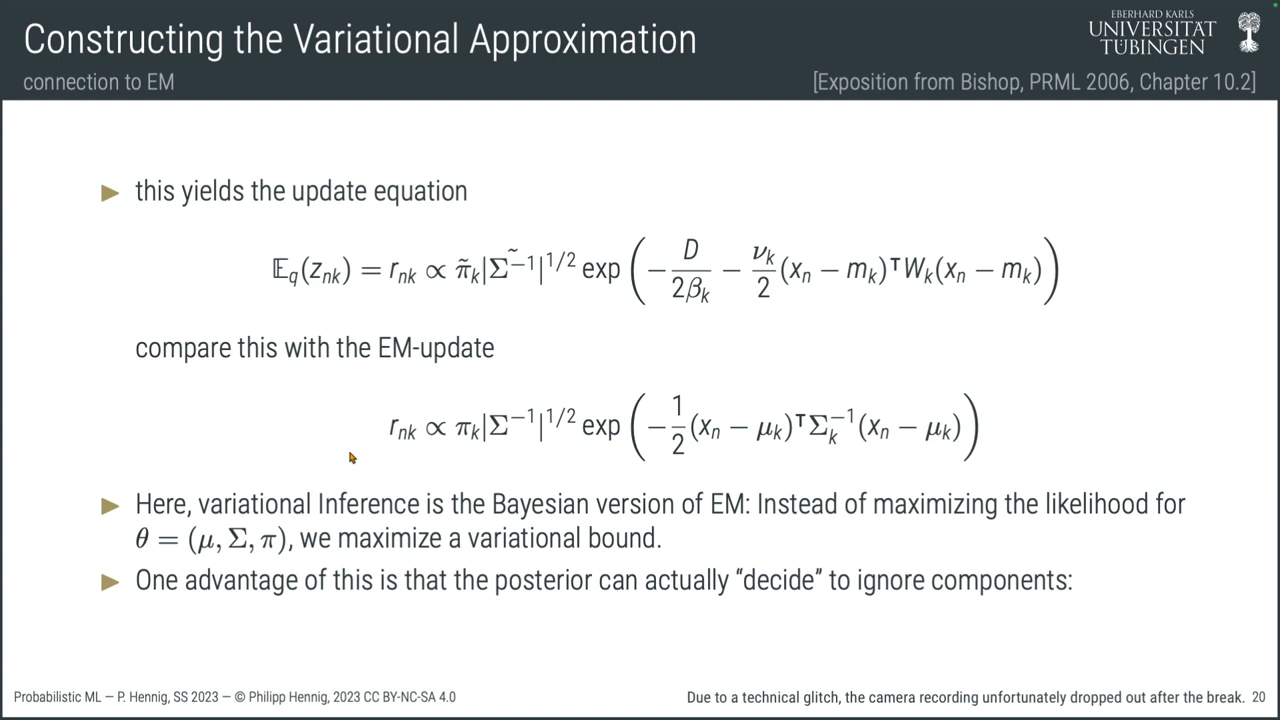 Constructing the Variational Approximation
EBERHARD KARLS
UNIVERSITÄT
TÜBINGEN
connection to EM
[Exposition from Bishop, PRML 2006, Chapter 10.2]
▶ this yields the update equation
𝔼_q(z_{nk}) = r_{nk} ∝ π̃_k|Σ̃^{−1}|^{1/2} exp(−D/(2β_k) − ν_k/2 (x_n − m_k)^⊤W_k(x_n − m_k))
compare this with the EM-update
r_{nk} ∝ π_k|Σ^{−1}|^{1/2} exp(−1/2 (x_n − μ_k)^⊤Σ_k^{−1}(x_n − μ_k))
▶ Here, variational Inference is the Bayesian version of EM: Instead of maximizing the likelihood for
θ = (μ, Σ, π), we maximize a variational bound.
▶ One advantage of this is that the posterior can actually “decide” to ignore components:
Probabilistic ML — P. Hennig, SS 2023 — © Philipp Hennig, 2023 CC BY-NC-SA 4.0
Due to a technical glitch, the camera recording unfortunately dropped out after the break. 20